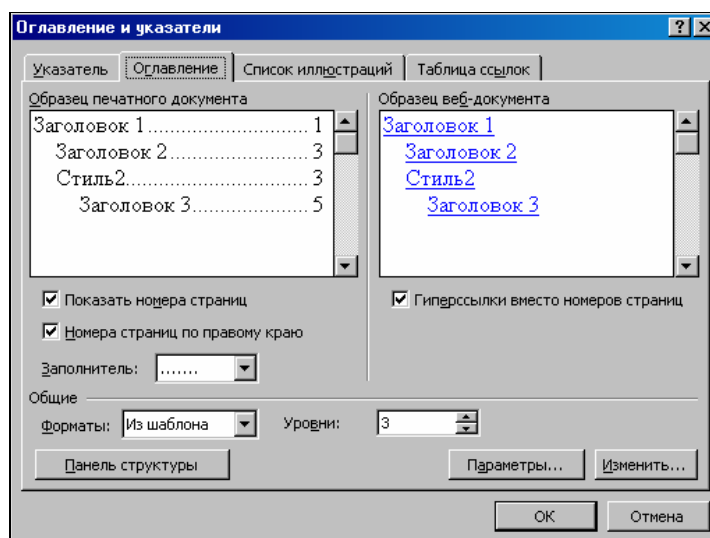 Оглавление и указатели
Указатель Оглавление Список иллюстраций Таблица ссылок
Образец печатного документа Образец веб-документа
Заголовок 1............................. 1 Заголовок 1
Заголовок 2......................... 3 Заголовок 2
Стиль2................................ 3 Стиль2
Заголовок 3..................... 5 Заголовок 3
Показать номера страниц Гиперссылки вместо номеров страниц
Номера страниц по правому краю
Заполнитель: .......
Общие
Форматы: Из шаблона Уровни: 3
Панель структуры Параметры... Изменить...
ОК Отмена